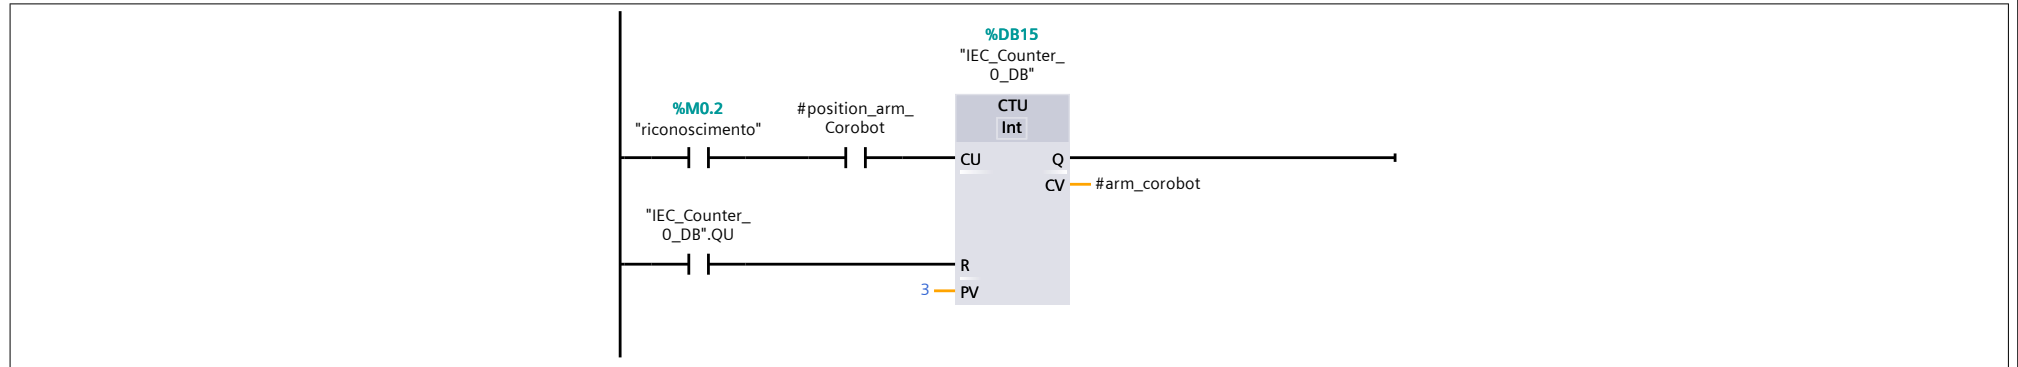 %DB15
"IEC_Counter_
0_DB"
%M0.2
"riconoscimento"
#position_arm_
Corobot
CTU
Int
CU
Q
CV
#arm_corobot
"IEC_Counter_
0_DB".QU
R
3
PV